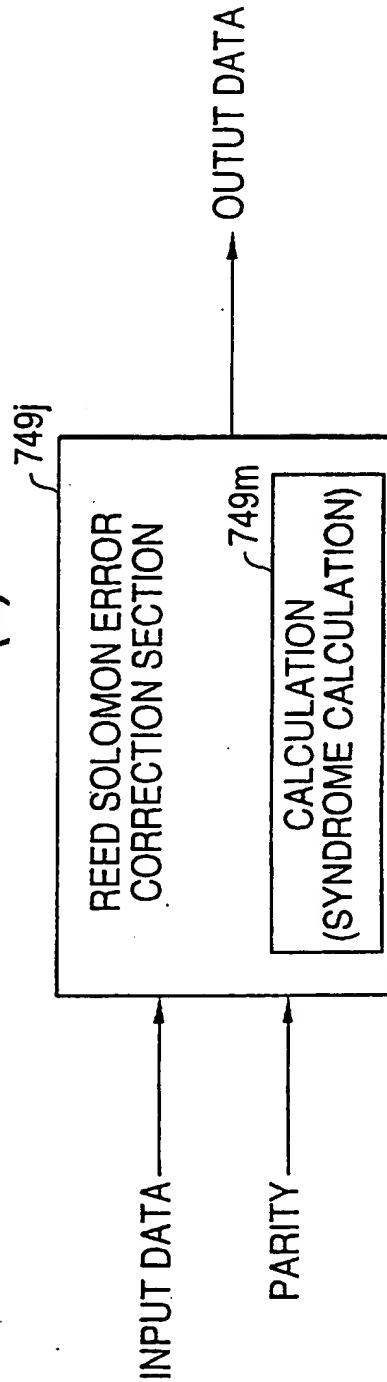 749j
REED SOLOMON ERROR
CORRECTION SECTION
749m
CALCULATION
(SYNDROME CALCULATION)
INPUT DATA
PARITY
OUTUT DATA